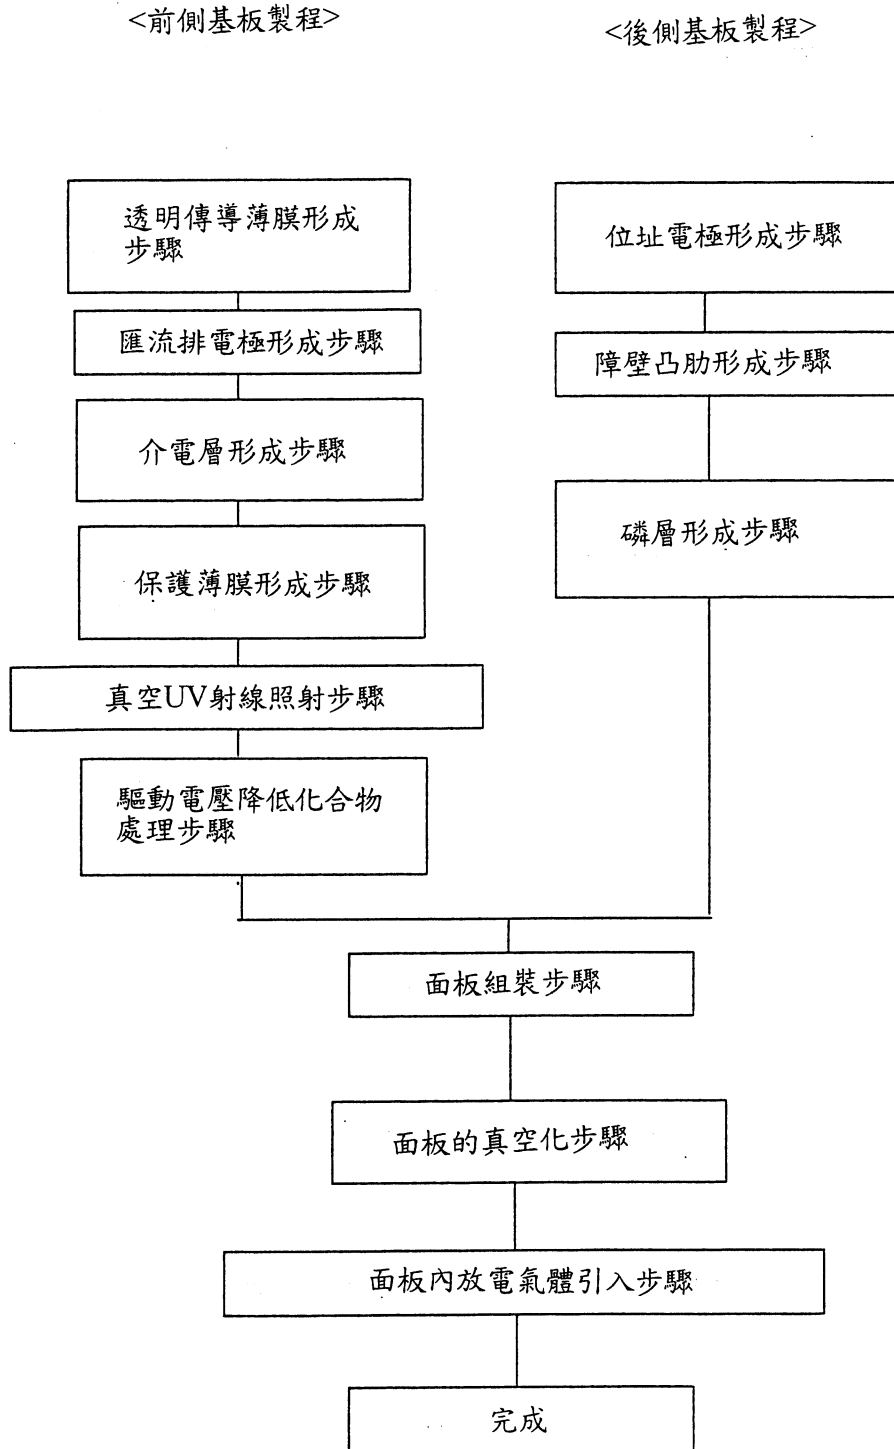 <前側基板製程>
<後側基板製程>
透明傳導薄膜形成
步驟
匯流排電極形成步驟
介電層形成步驟
保護薄膜形成步驟
真空UV射線照射步驟
驅動電壓降低化合物
處理步驟
位址電極形成步驟
障壁凸肋形成步驟
磷層形成步驟
面板組裝步驟
面板的真空化步驟
面板內放電氣體引入步驟
完成